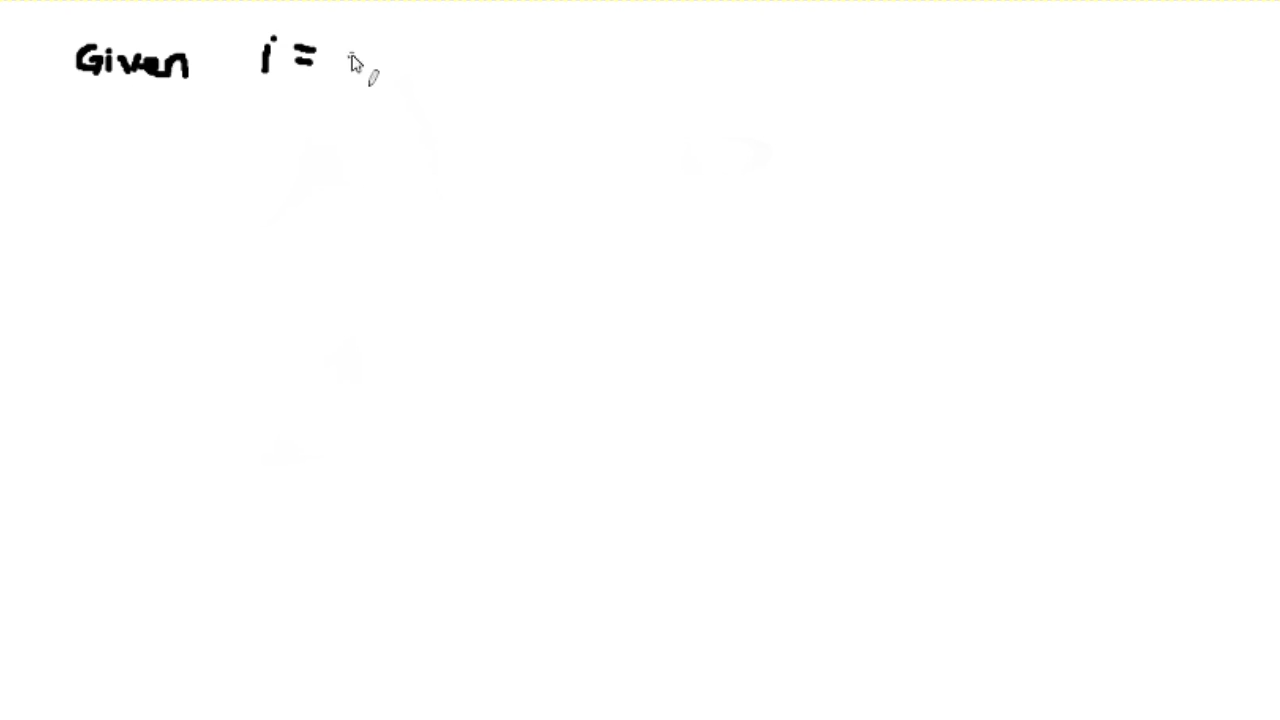 Given i =